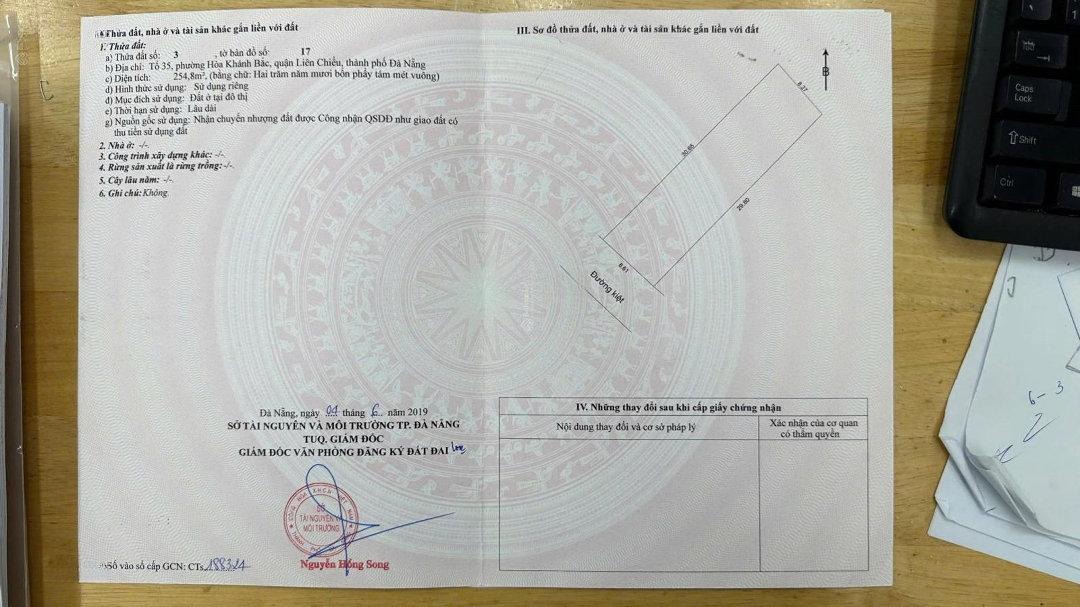 II. Thửa đất, nhà ở và tài sản khác gắn liền với đất
1. Thửa đất:
a) Thửa đất số: 3 , tờ bản đồ số: 17
b) Địa chỉ: Tổ 35, phường Hòa Khánh Bắc, quận Liên Chiểu, thành phố Đà Nẵng
c) Diện tích: 254,8m², (bằng chữ: Hai trăm năm mươi bốn phẩy tám mét vuông)
d) Hình thức sử dụng: Sử dụng riêng
đ) Mục đích sử dụng: Đất ở tại đô thị
e) Thời hạn sử dụng: Lâu dài
g) Nguồn gốc sử dụng: Nhận chuyển nhượng đất được Công nhận QSDĐ như giao đất có
thu tiền sử dụng đất
2. Nhà ở: -/-
3. Công trình xây dựng khác: -/-
4. Rừng sản xuất là rừng trồng: -/-
5. Cây lâu năm: -/-
6. Ghi chú: Không.
Đà Nẵng, ngày 04 tháng 6 năm 2019
SỞ TÀI NGUYÊN VÀ MÔI TRƯỜNG TP. ĐÀ NẴNG
TUQ. GIÁM ĐỐC
GIÁM ĐỐC VĂN PHÒNG ĐĂNG KÝ ĐẤT ĐAI
SỞ
TÀI NGUYÊN VÀ
MÔI TRƯỜNG
Nguyễn Hồng Song
Số vào sổ cấp GCN: CTs 188324
III. Sơ đồ thửa đất, nhà ở và tài sản khác gắn liền với đất
B
8.27
30.65
29.80
8.61
Đường kiệt
IV. Những thay đổi sau khi cấp giấy chứng nhận
Nội dung thay đổi và cơ sở pháp lý
Xác nhận của cơ quan
có thẩm quyền
Caps
Lock
Shift
Ctrl
6-3